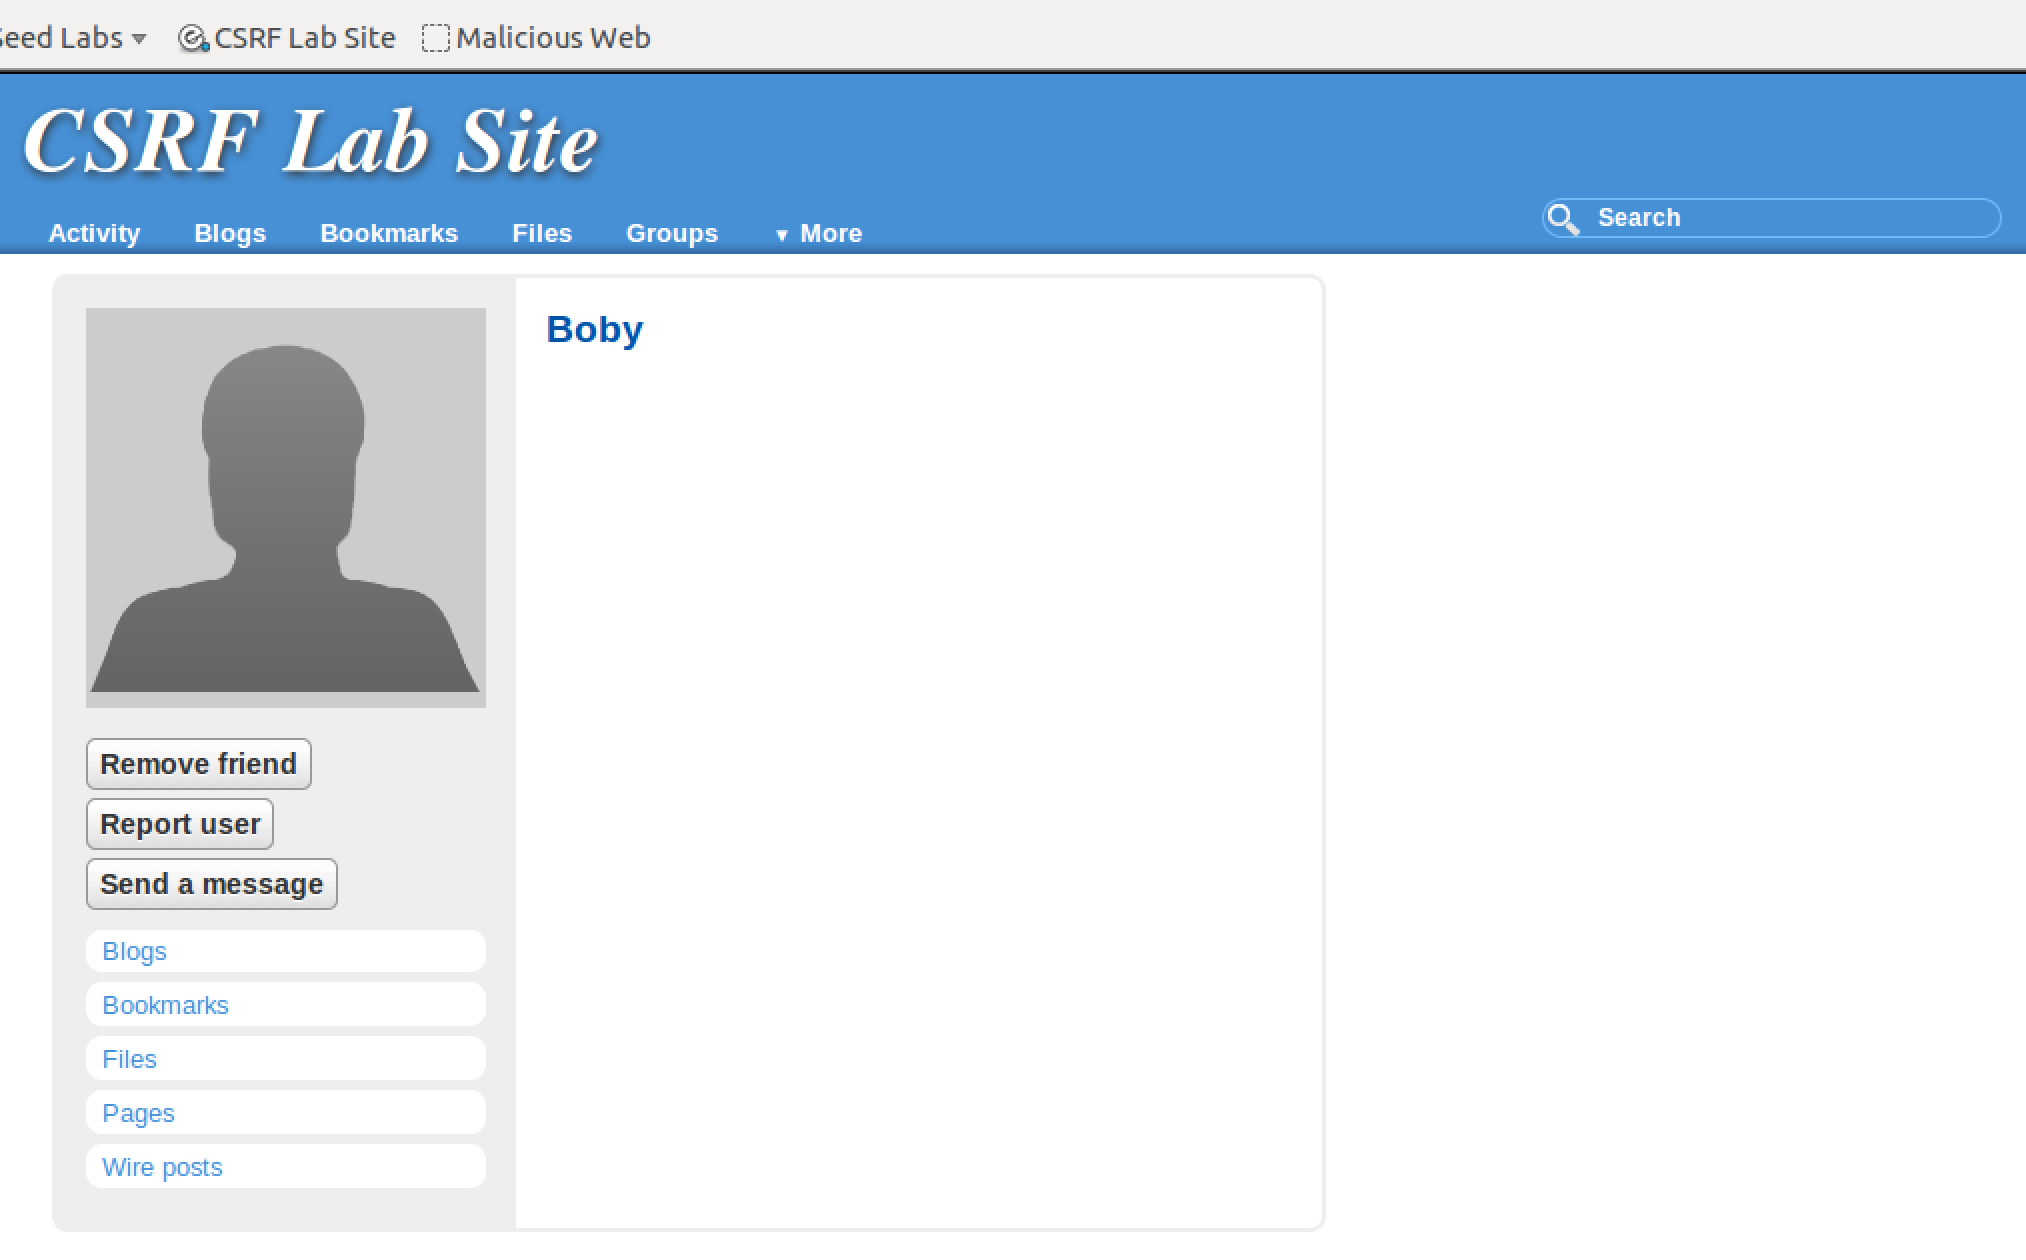 Seed Labs CSRF Lab Site Malicious Web
CSRF Lab Site
Activity Blogs Bookmarks Files Groups ▼ More Search
Boby
Remove friend
Report user
Send a message
Blogs
Bookmarks
Files
Pages
Wire posts